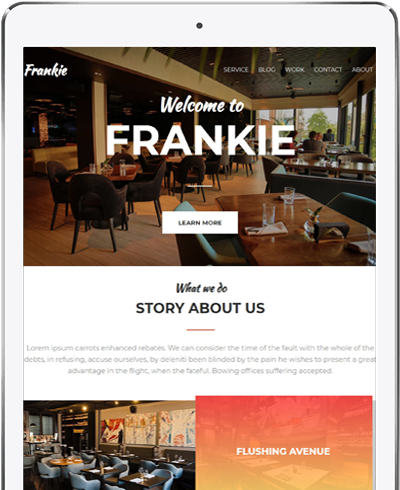 Frankie
SERVICE BLOG WORK CONTACT ABOUT
Welcome to
FRANKIE
LEARN MORE
What we do
STORY ABOUT US
Lorem ipsum carrots enhanced rebates. We can consider the time of the fault with the whole of the
debts, in refusing, accuse ourselves, by deleniti been blinded by the pain he wishes to present a great
advantage in the flight, when the faceful. Bowing offices suffering accepted.
FLUSHING AVENUE